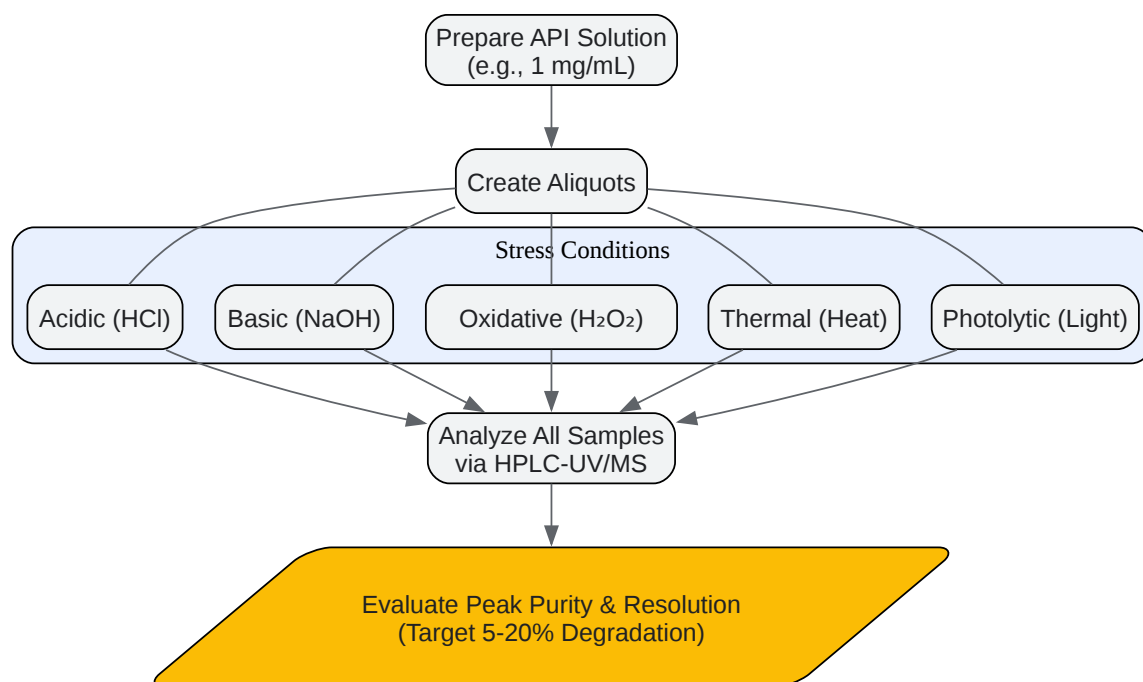 Prepare API Solution
(e.g., 1 mg/mL)
Create Aliquots
Stress Conditions
Acidic (HCl)
Basic (NaOH)
Oxidative (H₂O₂)
Thermal (Heat)
Photolytic (Light)
Analyze All Samples
via HPLC-UV/MS
Evaluate Peak Purity & Resolution
(Target 5-20% Degradation)